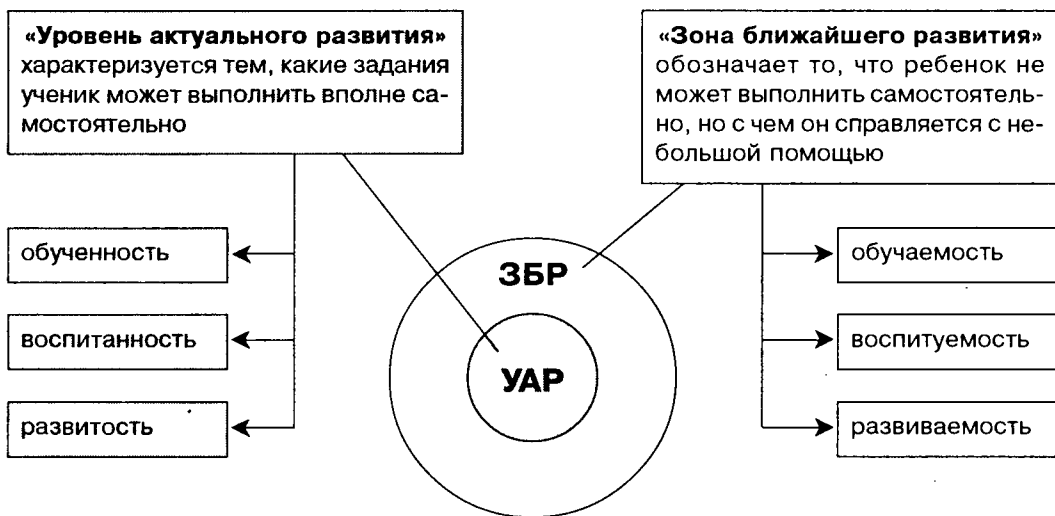 «Уровень актуального развития»
характеризуется тем, какие задания
ученик может выполнить вполне са-
мостоятельно
«Зона ближайшего развития»
обозначает то, что ребенок не
может выполнить самостоятель-
но, но с чем он справляется с не-
большой помощью
обученность
воспитанность
развитость
ЗБР
УАР
обучаемость
воспитуемость
развиваемость